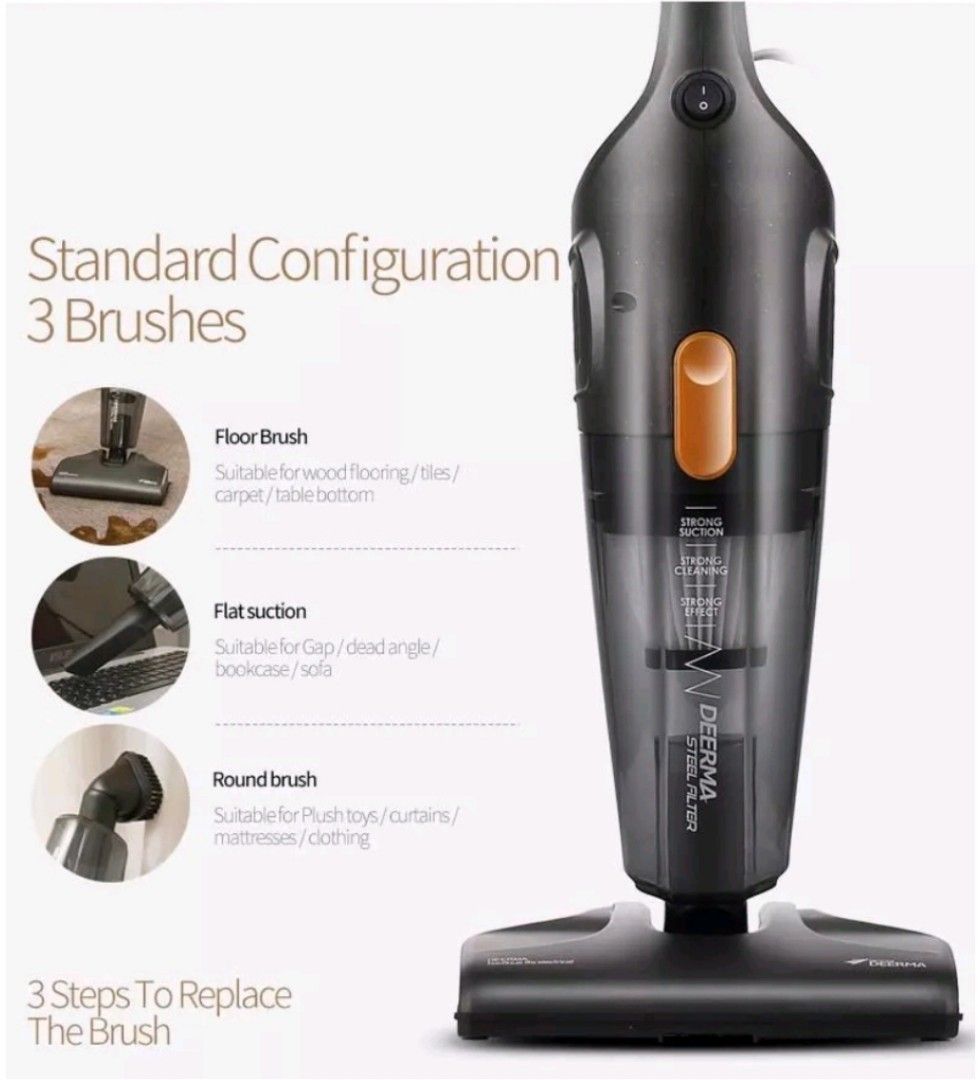 Standard Configuration
3 Brushes
Floor Brush
Suitable for wood flooring / tiles /
carpet / table bottom
Flat suction
Suitable for Gap / dead angle /
bookcase / sofa
Round brush
Suitable for Plush toys / curtains /
mattresses / clothing
3 Steps To Replace
The Brush
STRONG
SUCTION
STRONG
CLEANING
STRONG
EFFECT
DEERMA
STEEL FILTER
DEERMA
DEERMA